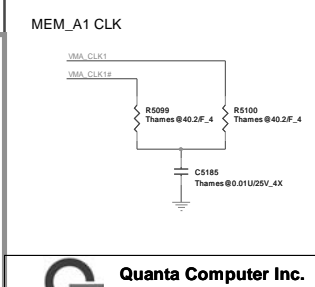 MEM_A1 CLK
VMA_CLK1
VMA_CLK1#
R5099
Thames@40.2/F_4
R5100
Thames@40.2/F_4
C5185
Thames@0.01U/25V_4X
Quanta Computer Inc.